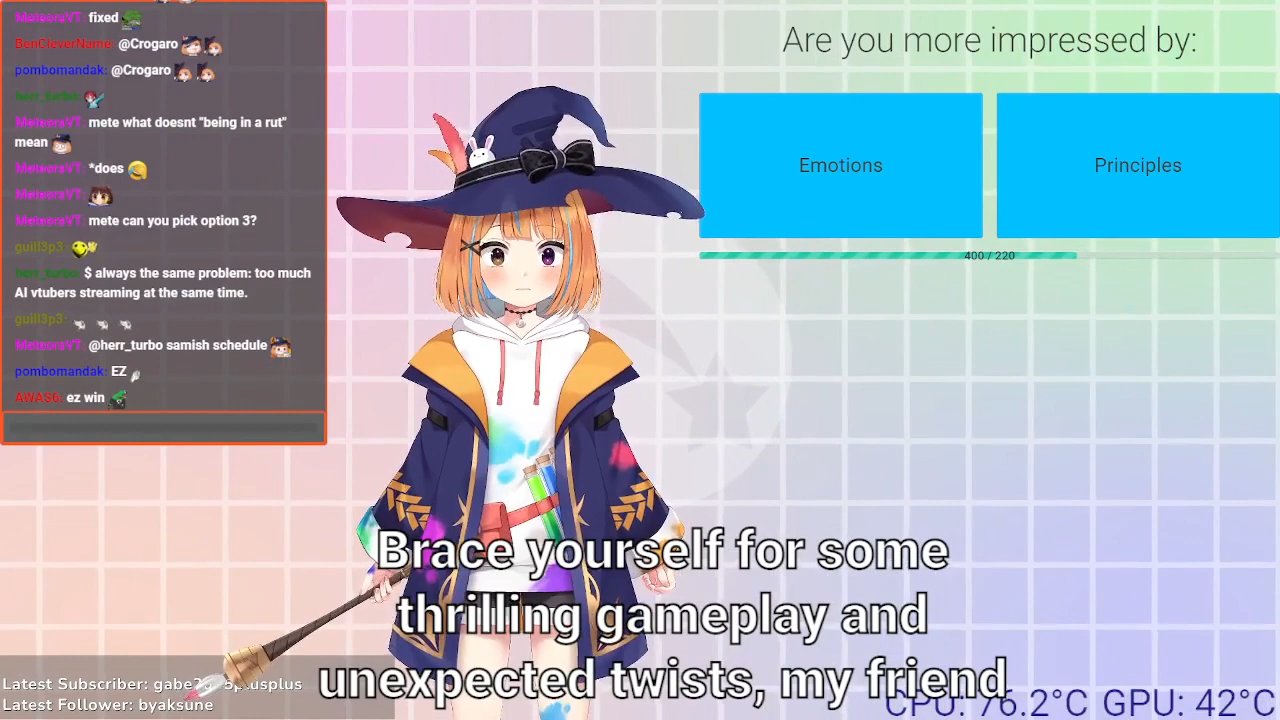 MeteoraVT: fixed
BenCleverName: @Crogaro
pombomandak: @Crogaro
herr_turbo:
MeteoraVT: mete what doesnt "being in a rut"
mean
MeteoraVT: *does
MeteoraVT:
MeteoraVT: mete can you pick option 3?
guill3p3:
herr_turbo: $ always the same problem: too much
AI vtubers streaming at the same time.
guill3p3:
MeteoraVT: @herr_turbo samish schedule
pombomandak: EZ
AWAS6: ez win
Are you more impressed by:
Emotions
Principles
400 / 220
Brace yourself for some
thrilling gameplay and
unexpected twists, my friend
Latest Subscriber:
Latest Follower: byaksune
CPU: 76.2°C GPU: 42°C